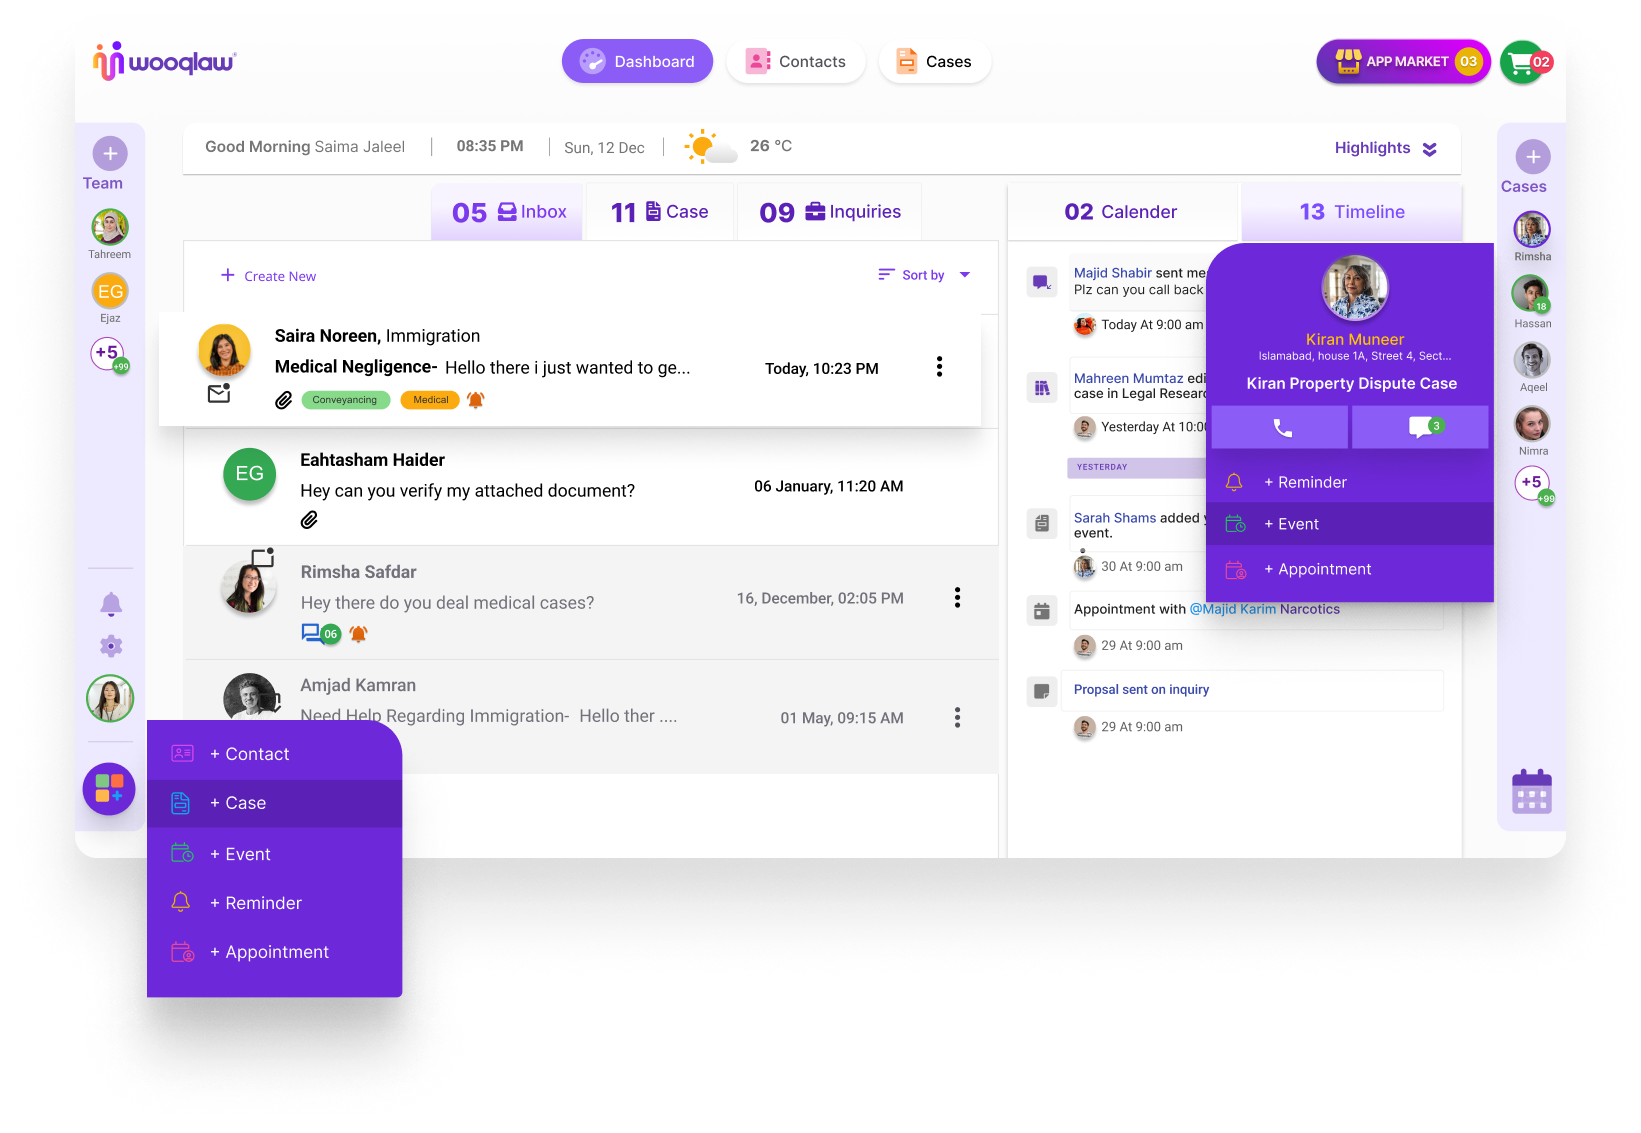 wooqlaw
Dashboard
Contacts
Cases
APP MARKET 03
02
Good Morning Saima Jaleel
08:35 PM
Sun, 12 Dec
26 °C
Highlights
Team
Tahreem
EG
Ejaz
+5
+99
05 Inbox
11 Case
09 Inquiries
+ Create New
Sort by
Saira Noreen, Immigration
Medical Negligence- Hello there i just wanted to ge...
Today, 10:23 PM
Conveyancing
Medical
EG
Eahtasham Haider
Hey can you verify my attached document?
06 January, 11:20 AM
Rimsha Safdar
Hey there do you deal medical cases?
16, December, 02:05 PM
06
Amjad Kamran
Need Help Regarding Immigration- Hello ther ....
01 May, 09:15 AM
+ Contact
+ Case
+ Event
+ Reminder
+ Appointment
02 Calender
13 Timeline
Majid Shabir sent me
Plz can you call back
Today At 9:00 am
Mahreen Mumtaz edi
case in Legal Researc
Yesterday At 10:00
YESTERDAY
Sarah Shams added y
event.
30 At 9:00 am
Appointment with @Majid Karim Narcotics
29 At 9:00 am
Propsal sent on inquiry
29 At 9:00 am
Kiran Muneer
Islamabad, house 1A, Street 4, Sect...
Kiran Property Dispute Case
3
+ Reminder
+ Event
+ Appointment
Cases
Rimsha
18
Hassan
Aqeel
Nimra
+5
+99